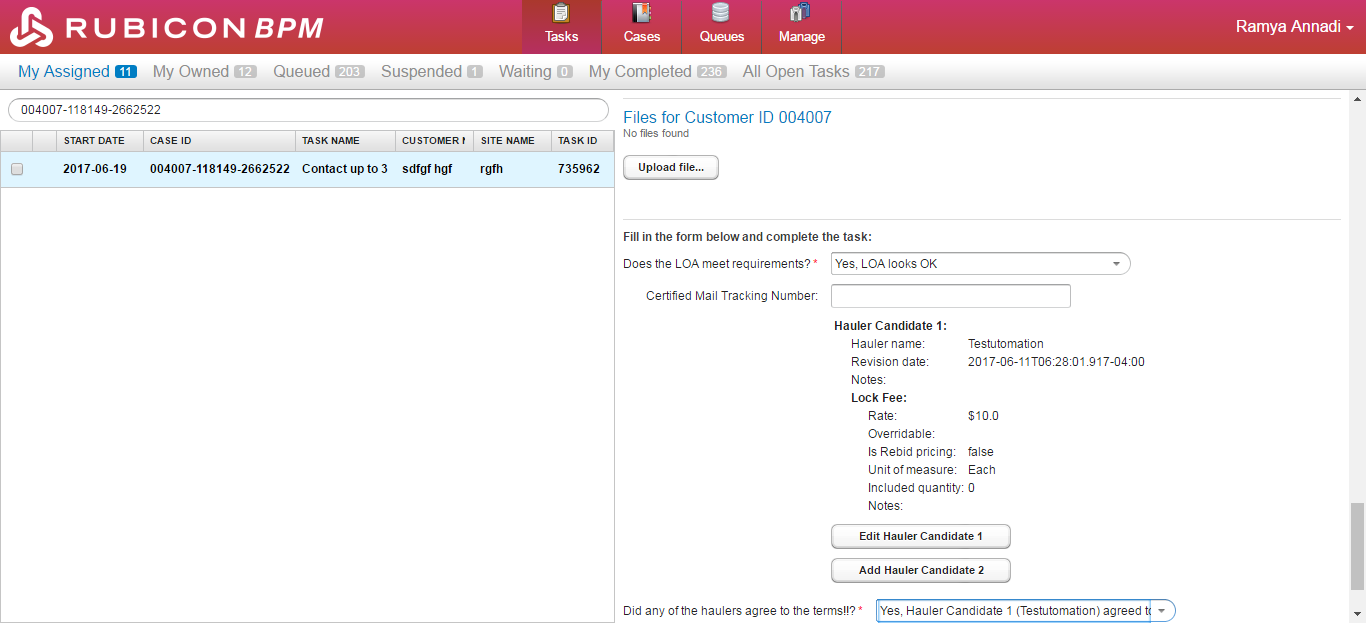 RUBICON BPM
Tasks
Cases
Queues
Manage
Ramya Annadi
My Assigned 11 My Owned 12 Queued 203 Suspended 1 Waiting 0 My Completed 236 All Open Tasks 217
004007-118149-2662522
START DATE CASE ID TASK NAME CUSTOMER N SITE NAME TASK ID
2017-06-19 004007-118149-2662522 Contact up to 3 sdfgf hgf rgfh 735962
Files for Customer ID 004007
No files found
Upload file...
Fill in the form below and complete the task:
Does the LOA meet requirements?* Yes, LOA looks OK
Certified Mail Tracking Number:
Hauler Candidate 1:
Hauler name: Testutomation
Revision date: 2017-06-11T06:28:01.917-04:00
Notes:
Lock Fee:
Rate: $10.0
Overridable:
Is Rebid pricing: false
Unit of measure: Each
Included quantity: 0
Notes:
Edit Hauler Candidate 1
Add Hauler Candidate 2
Did any of the haulers agree to the terms!!?* Yes, Hauler Candidate 1 (Testutomation) agreed to